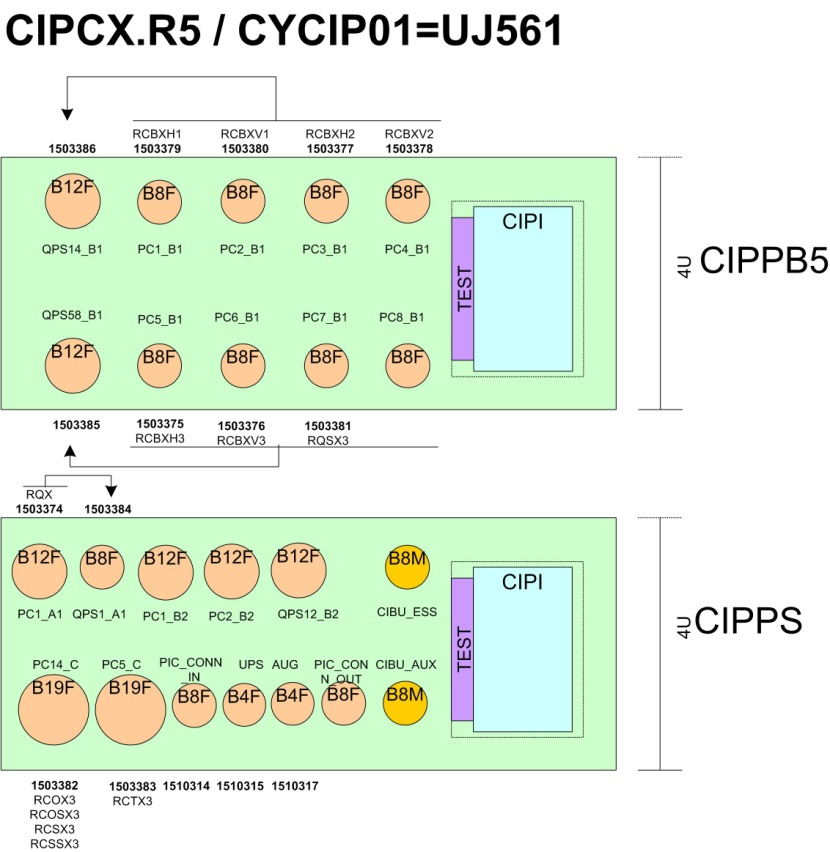 CIPCX.R5 / CYCIP01=UJ561
RCBXH1 RCBXV1 RCBXH2 RCBXV2
1503386 1503379 1503380 1503377 1503378
B12F B8F B8F B8F B8F
CIPI
QPS14_B1 PC1_B1 PC2_B1 PC3_B1 PC4_B1
TEST
4U
CIPPB5
QPS58_B1 PC5_B1 PC6_B1 PC7_B1 PC8_B1
B12F B8F B8F B8F B8F
1503385 1503375 1503376 1503381
RCBXH3 RCBXV3 RQSX3
RQX
1503374 1503384
B12F B8F B12F B12F B12F B8M
CIPI
PC1_A1 QPS1_A1 PC1_B2 PC2_B2 QPS12_B2 CIBU_ESS
TEST
4U
CIPPS
PC14_C PC5_C PIC_CONN
_IN UPS AUG PIC_CON
N_OUT CIBU_AUX
B19F B19F B8F B4F B4F B8F B8M
1503382 1503383 1510314 1510315 1510317
RCOX3 RCTX3
RCOSX3
RCSX3
RCSSX3